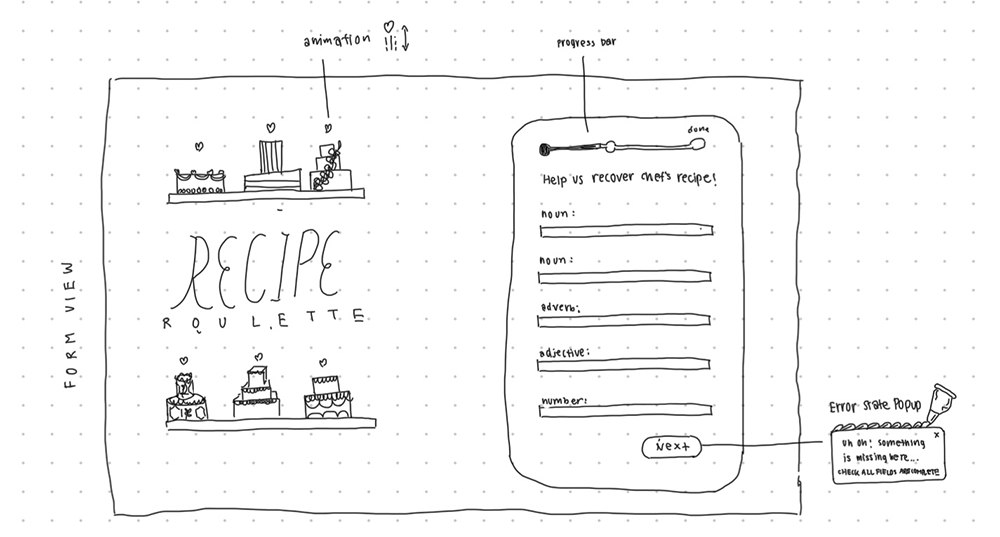 animation
progress bar
FORM VIEW
RECIPE
ROULETTE
done
Help us recover chef's recipe!
noun:
noun:
adverb:
adjective:
number:
Next
Error state Popup
x
uh oh! something
is missing here...
CHECK ALL FIELDS ARE COMPLETE